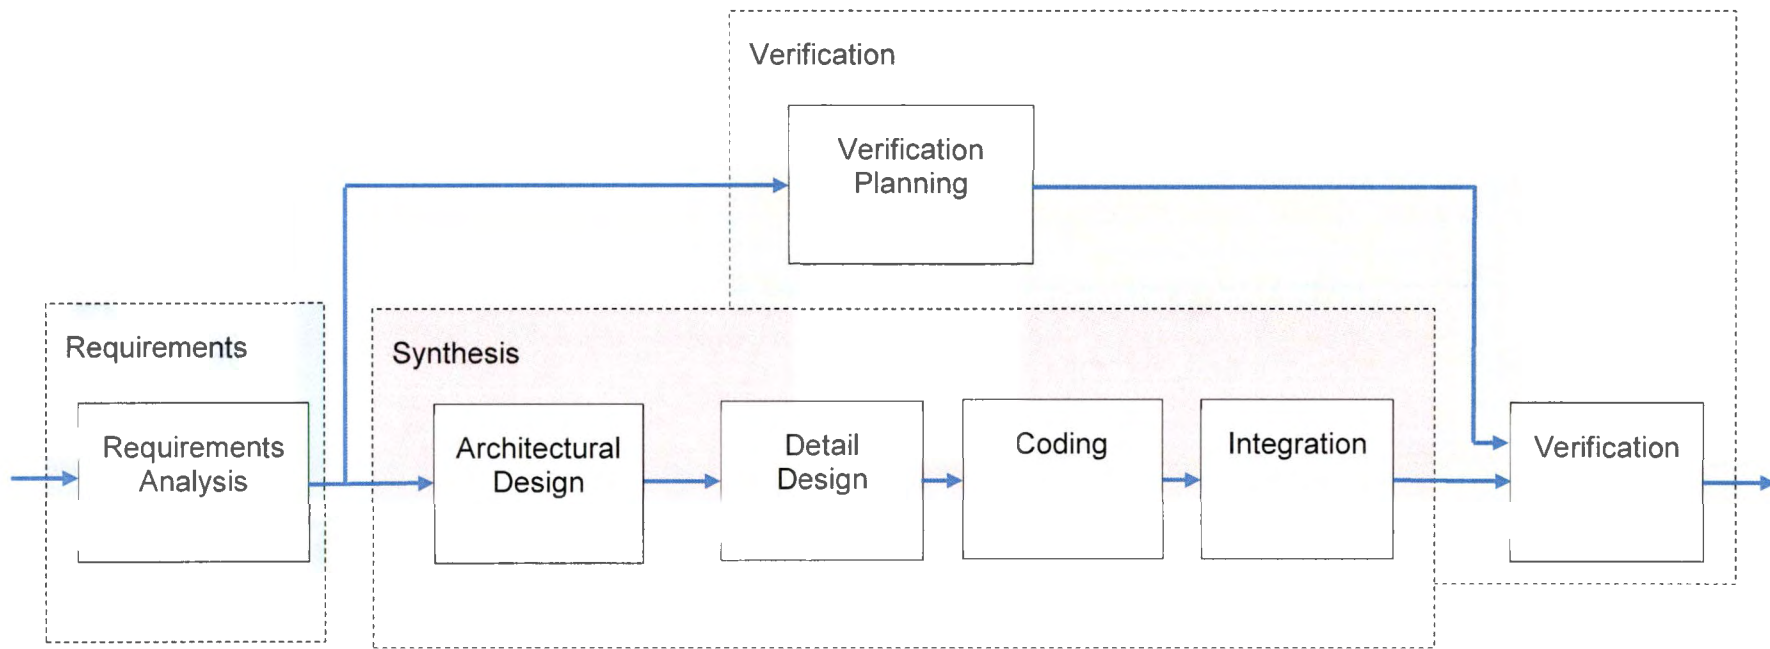 Verification
Verification
Planning
Requirements
Synthesis
Requirements
Analysis
Architectural
Design
Detail
Design
Coding
Integration
Verification